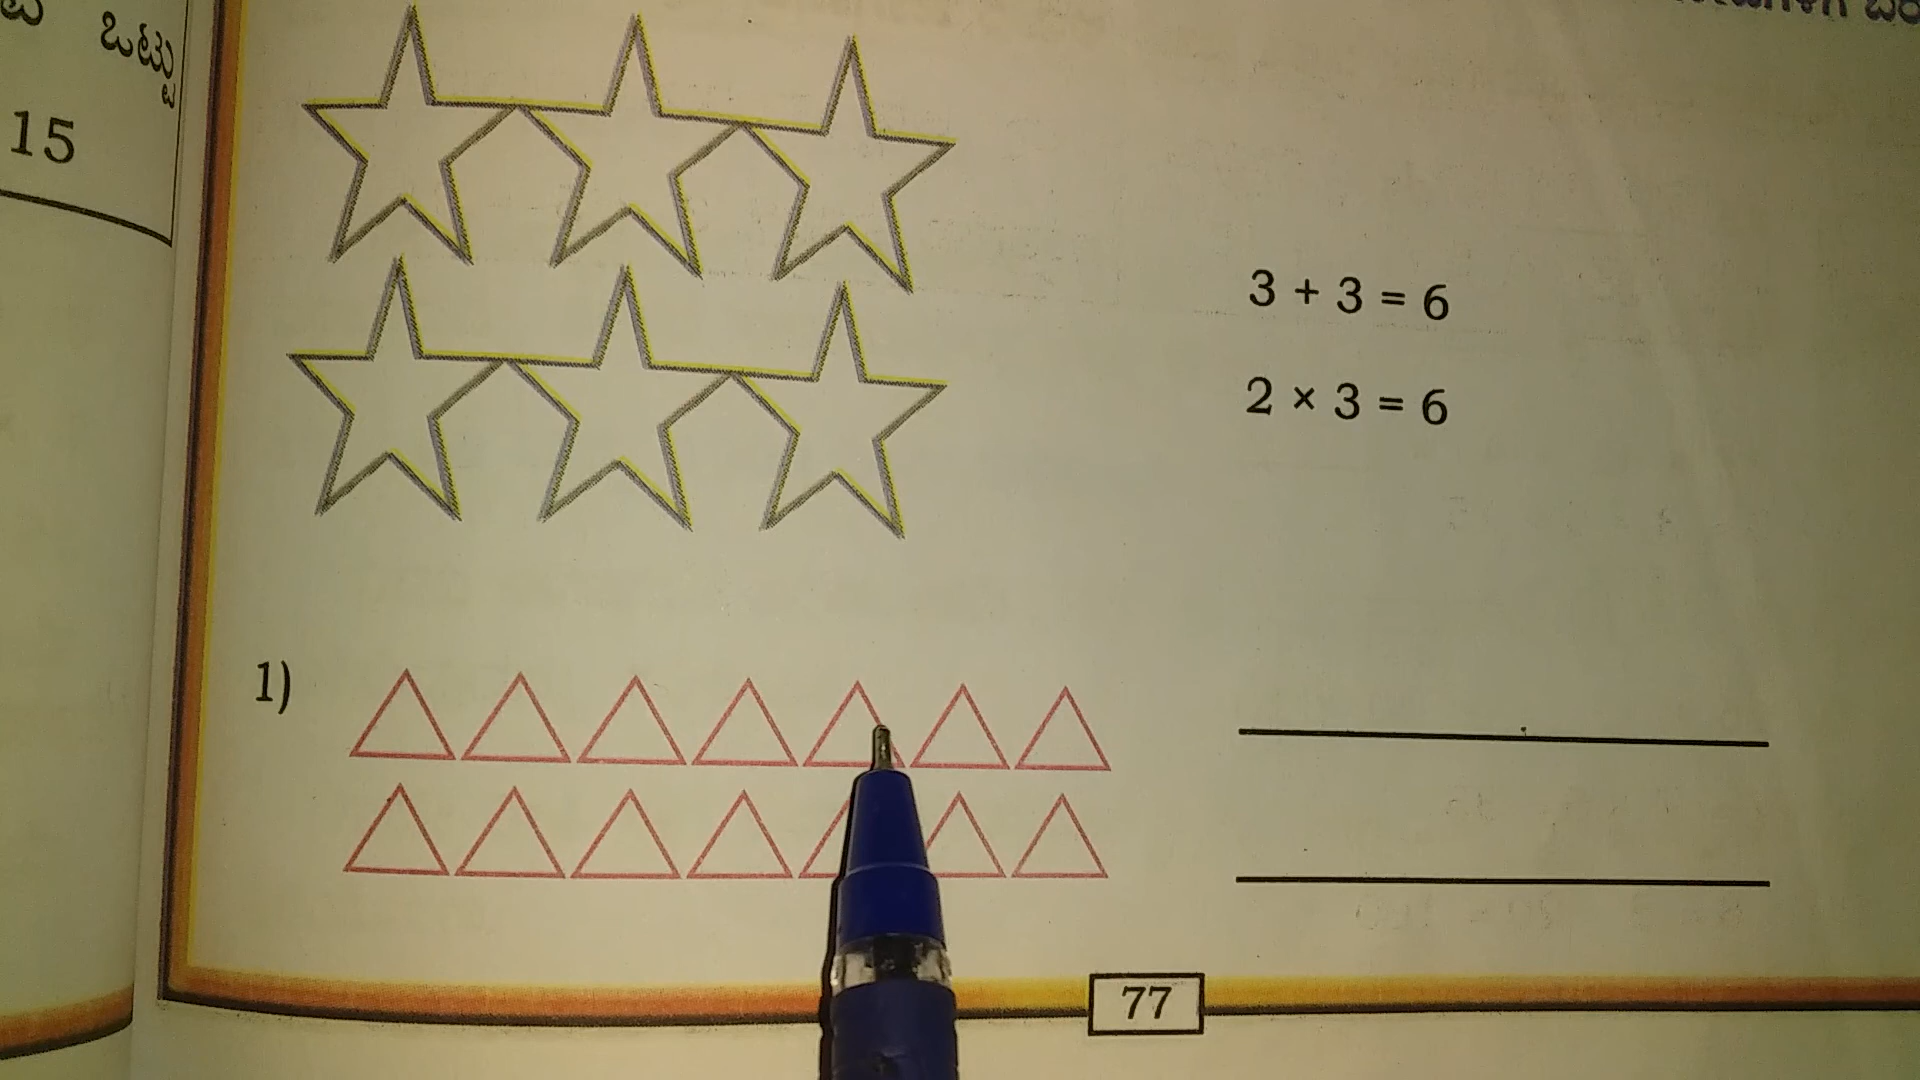 ಒಟ್ಟು
15
3 + 3 = 6
2 × 3 = 6
1)
77